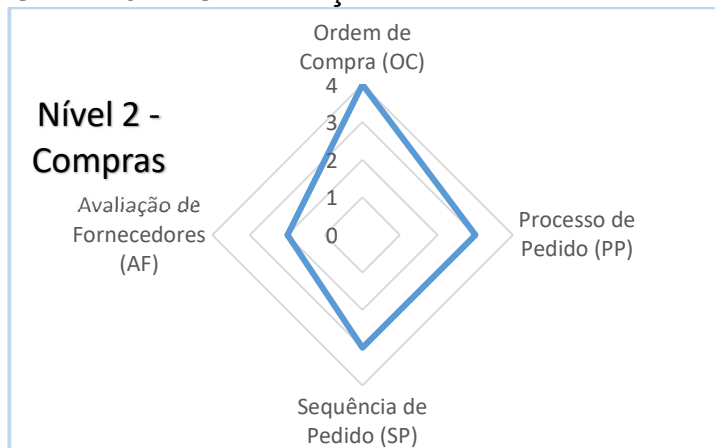 Ordem de
Compra (OC)
Nível 2 -
Compras
4
3
2
1
0
Avaliação de
Fornecedores
(AF)
Processo de
Pedido (PP)
Sequência de
Pedido (SP)